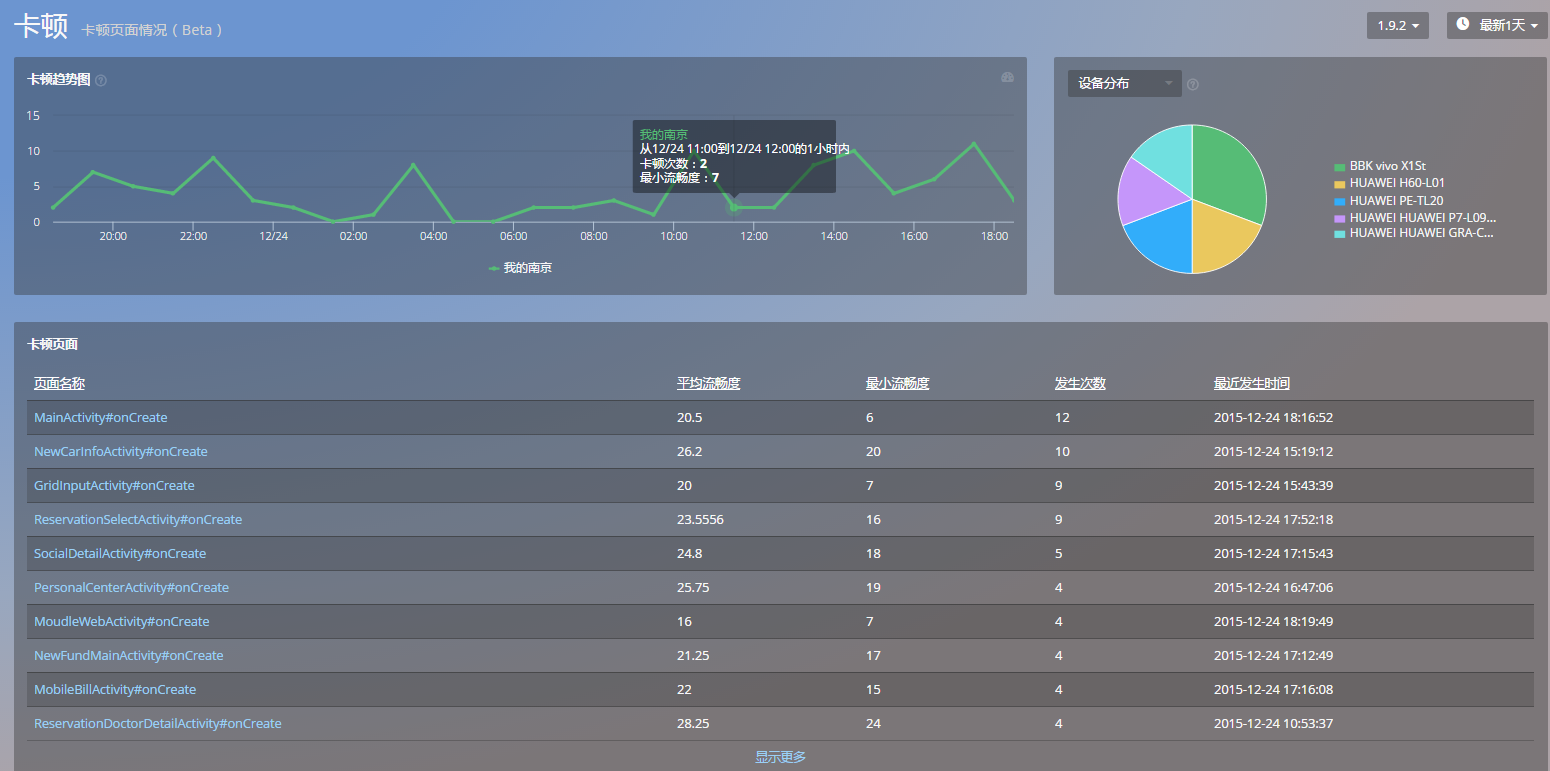 卡顿 卡顿页面情况 ( Beta )
1.9.2 最新1天
卡顿趋势图
15
10
5
0
我的南京
从12/24 11:00到12/24 12:00的1小时内
卡顿次数：2
最小流畅度：7
20:00 22:00 12/24 02:00 04:00 06:00 08:00 10:00 12:00 14:00 16:00 18:00
我的南京
设备分布
BBK vivo X1St
HUAWEI H60-L01
HUAWEI PE-TL20
HUAWEI HUAWEI P7-L09...
HUAWEI HUAWEI GRA-C...
卡顿页面
页面名称 平均流畅度 最小流畅度 发生次数 最近发生时间
MainActivity#onCreate 20.5 6 12 2015-12-24 18:16:52
NewCarInfoActivity#onCreate 26.2 20 10 2015-12-24 15:19:12
GridInputActivity#onCreate 20 7 9 2015-12-24 15:43:39
ReservationSelectActivity#onCreate 23.5556 16 9 2015-12-24 17:52:18
SocialDetailActivity#onCreate 24.8 18 5 2015-12-24 17:15:43
PersonalCenterActivity#onCreate 25.75 19 4 2015-12-24 16:47:06
MoudleWebActivity#onCreate 16 7 4 2015-12-24 18:19:49
NewFundMainActivity#onCreate 21.25 17 4 2015-12-24 17:12:49
MobileBillActivity#onCreate 22 15 4 2015-12-24 17:16:08
ReservationDoctorDetailActivity#onCreate 28.25 24 4 2015-12-24 10:53:37
显示更多